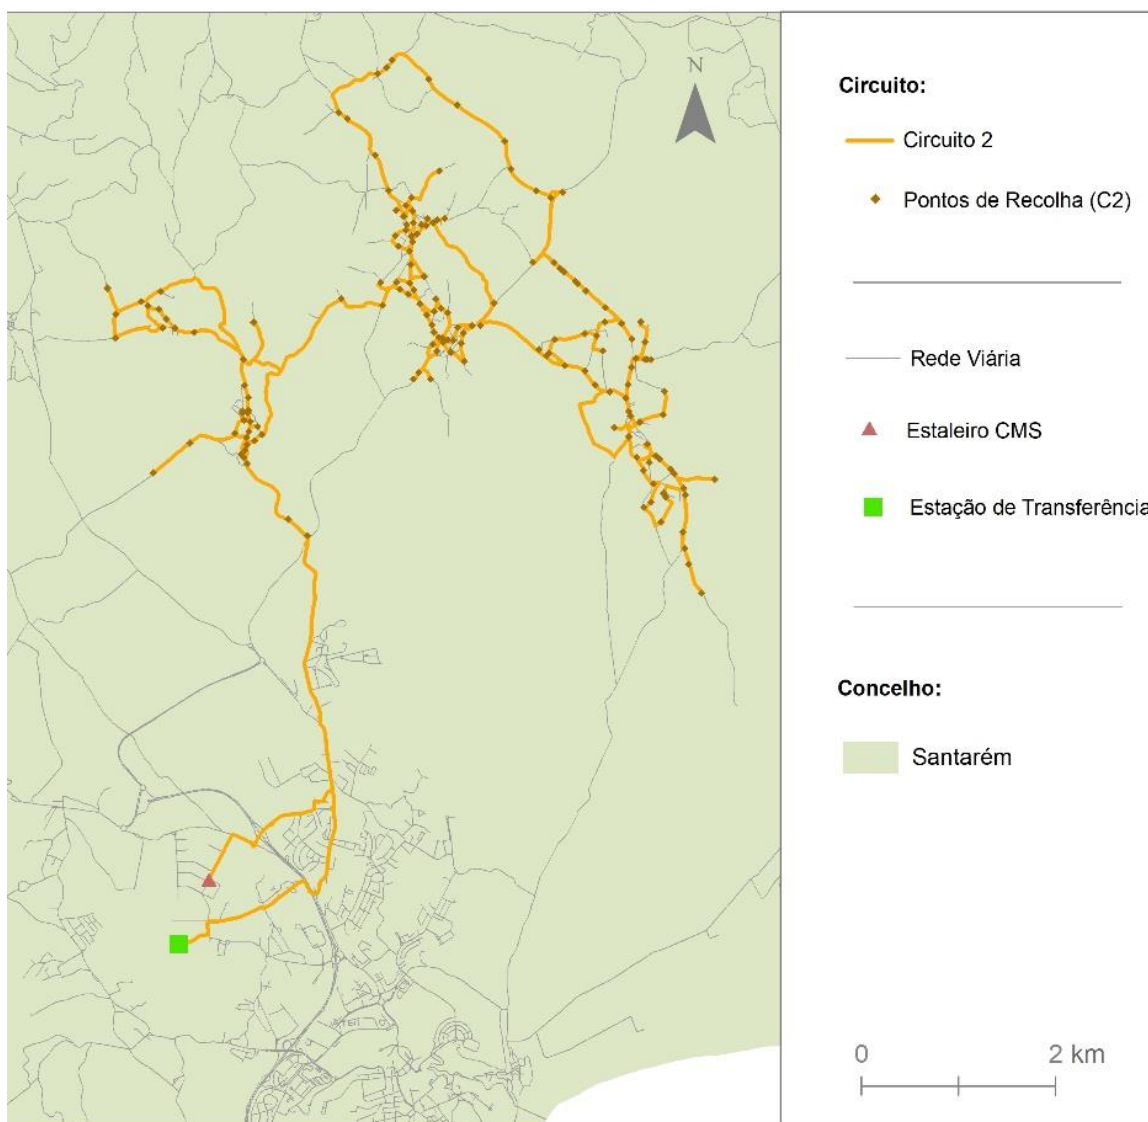 N
Circuito:
Circuito 2
Pontos de Recolha (C2)
Rede Viária
Estaleiro CMS
Estação de Transferência
Concelho:
Santarém
0 2 km